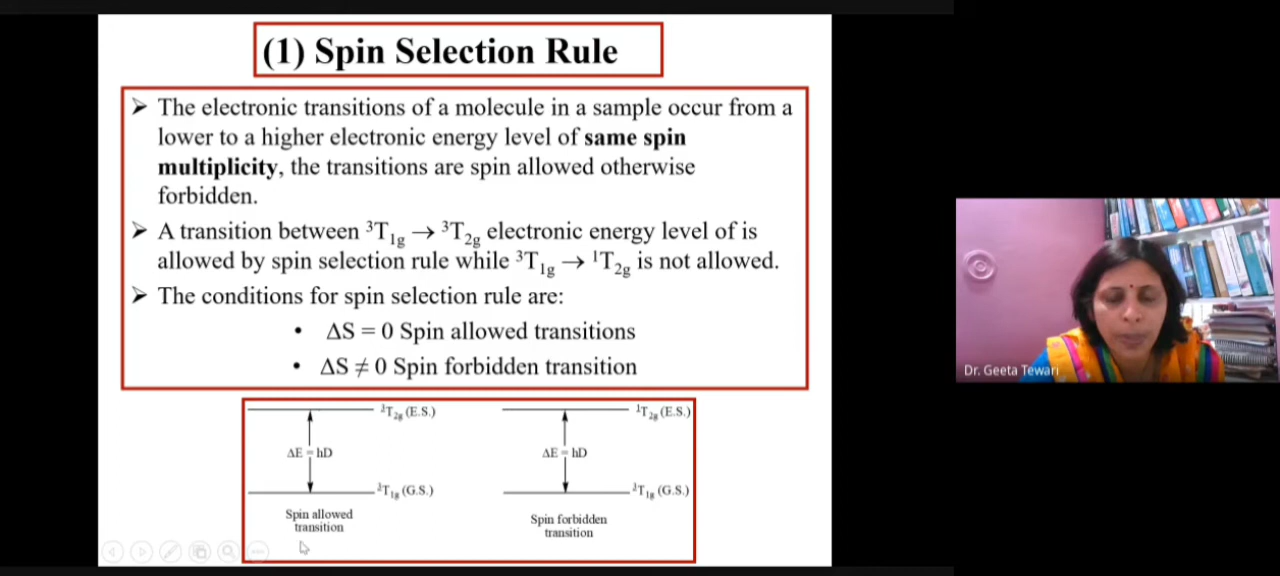 (1) Spin Selection Rule
➢ The electronic transitions of a molecule in a sample occur from a
lower to a higher electronic energy level of same spin
multiplicity, the transitions are spin allowed otherwise
forbidden.
➢ A transition between ³T₁g → ³T₂g electronic energy level of is
allowed by spin selection rule while ³T₁g → ¹T₂g is not allowed.
➢ The conditions for spin selection rule are:
• ΔS = 0 Spin allowed transitions
• ΔS ≠ 0 Spin forbidden transition
³T₂g (E.S.)
ΔE = hD
³T₁g (G.S.)
Spin allowed
transition
¹T₂g (E.S.)
ΔE = hD
³T₁g (G.S.)
Spin forbidden
transition
Dr. Geeta Tewari